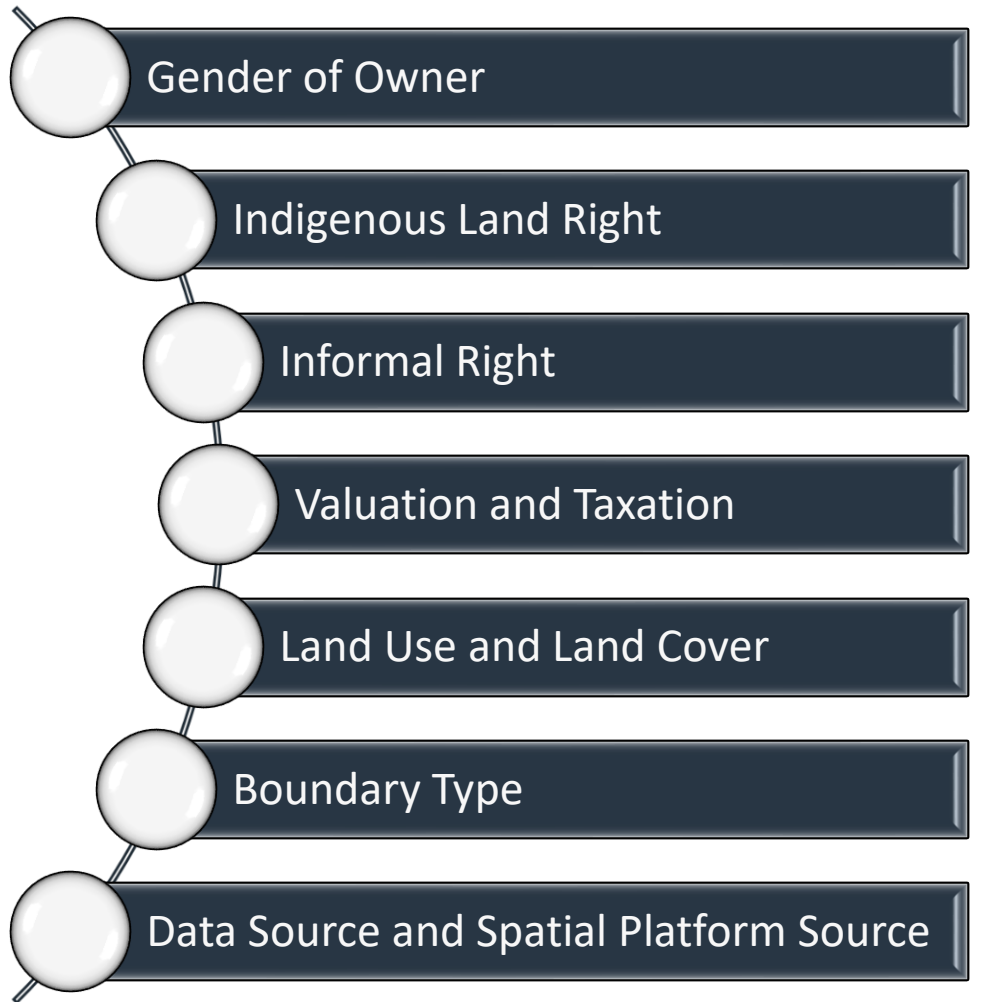 Gender of Owner
Indigenous Land Right
Informal Right
Valuation and Taxation
Land Use and Land Cover
Boundary Type
Data Source and Spatial Platform Source